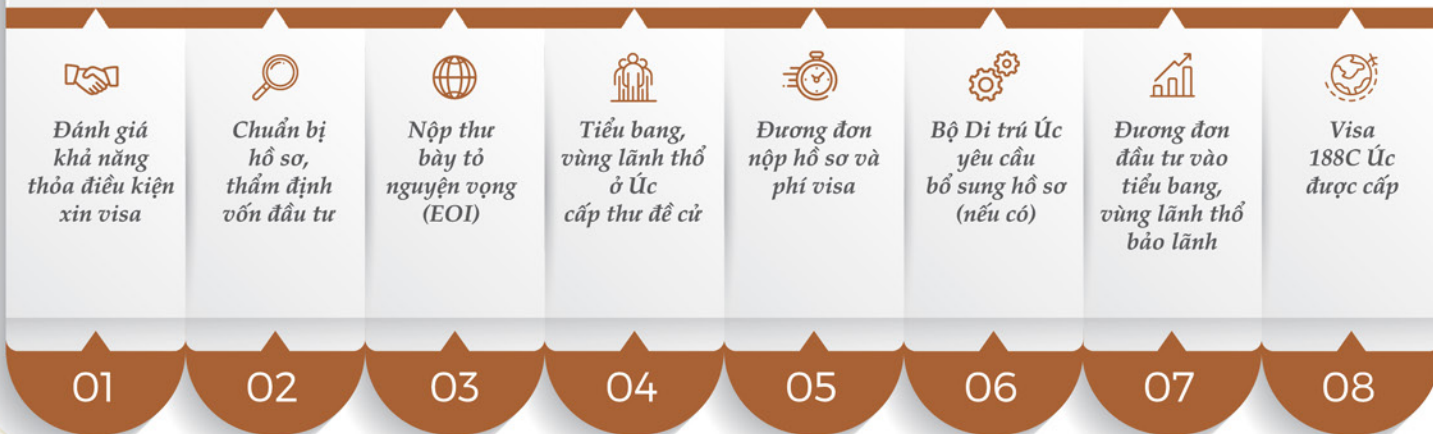 Đánh giá
khả năng
thỏa điều kiện
xin visa
01
Chuẩn bị
hồ sơ,
thẩm định
vốn đầu tư
02
Nộp thư
bày tỏ
nguyện vọng
(EOI)
03
Tiểu bang,
vùng lãnh thổ
ở Úc
cấp thư đề cử
04
Đương đơn
nộp hồ sơ và
phí visa
05
Bộ Di trú Úc
yêu cầu
bổ sung hồ sơ
(nếu có)
06
Đương đơn
đầu tư vào
tiểu bang,
vùng lãnh thổ
bảo lãnh
07
Visa
188C Úc
được cấp
08